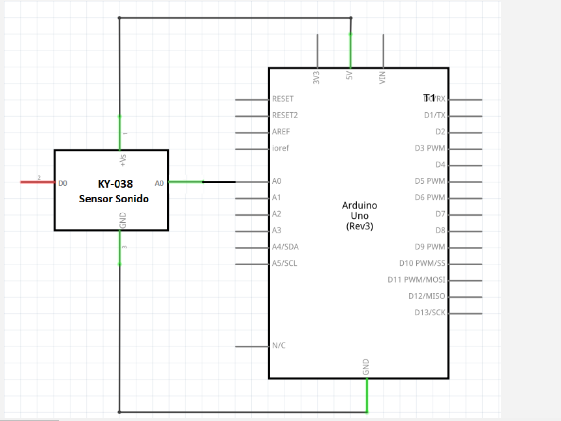 3V3
5V
VIN
T1
RESET
D0/RX
RESET2
D1/TX
AREF
D2
ioref
D3 PWM
D4
1
+Vs
2
D0
KY-038
Sensor Sonido
A0
A0
D5 PWM
A1
D6 PWM
Arduino
Uno
(Rev3)
A2
D7
A3
D8
GND
3
A4/SDA
D9 PWM
A5/SCL
D10 PWM/SS
D11 PWM/MOSI
D12/MISO
D13/SCK
N/C
GND